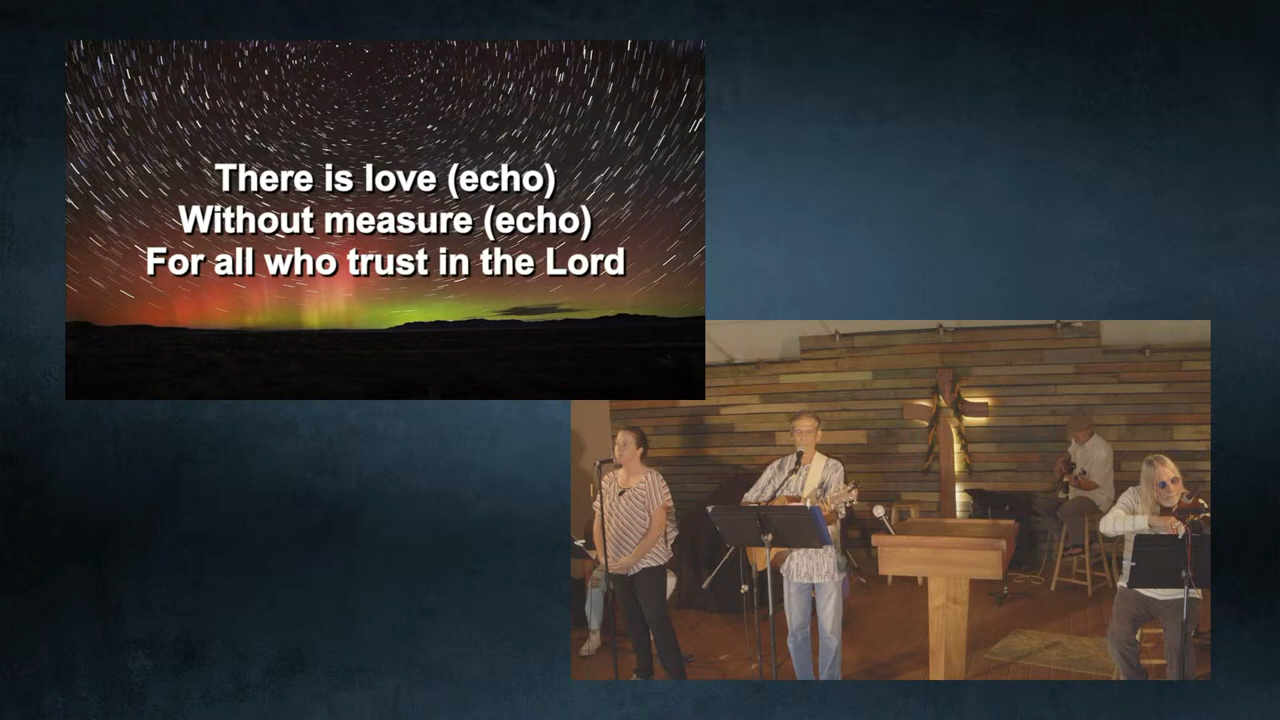 There is love (echo)
Without measure (echo)
For all who trust in the Lord